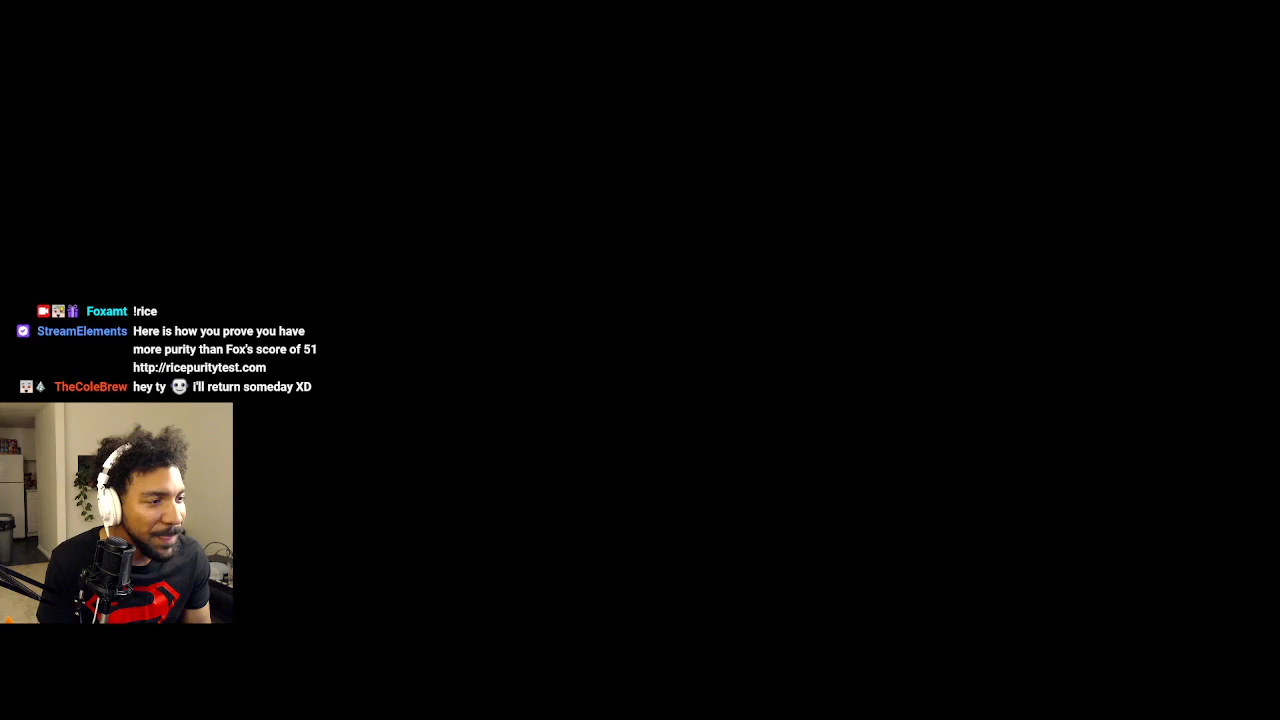 Foxamt !rice
StreamElements Here is how you prove you have
more purity than Fox's score of 51
http://ricepuritytest.com
TheColeBrew hey ty i'll return someday XD